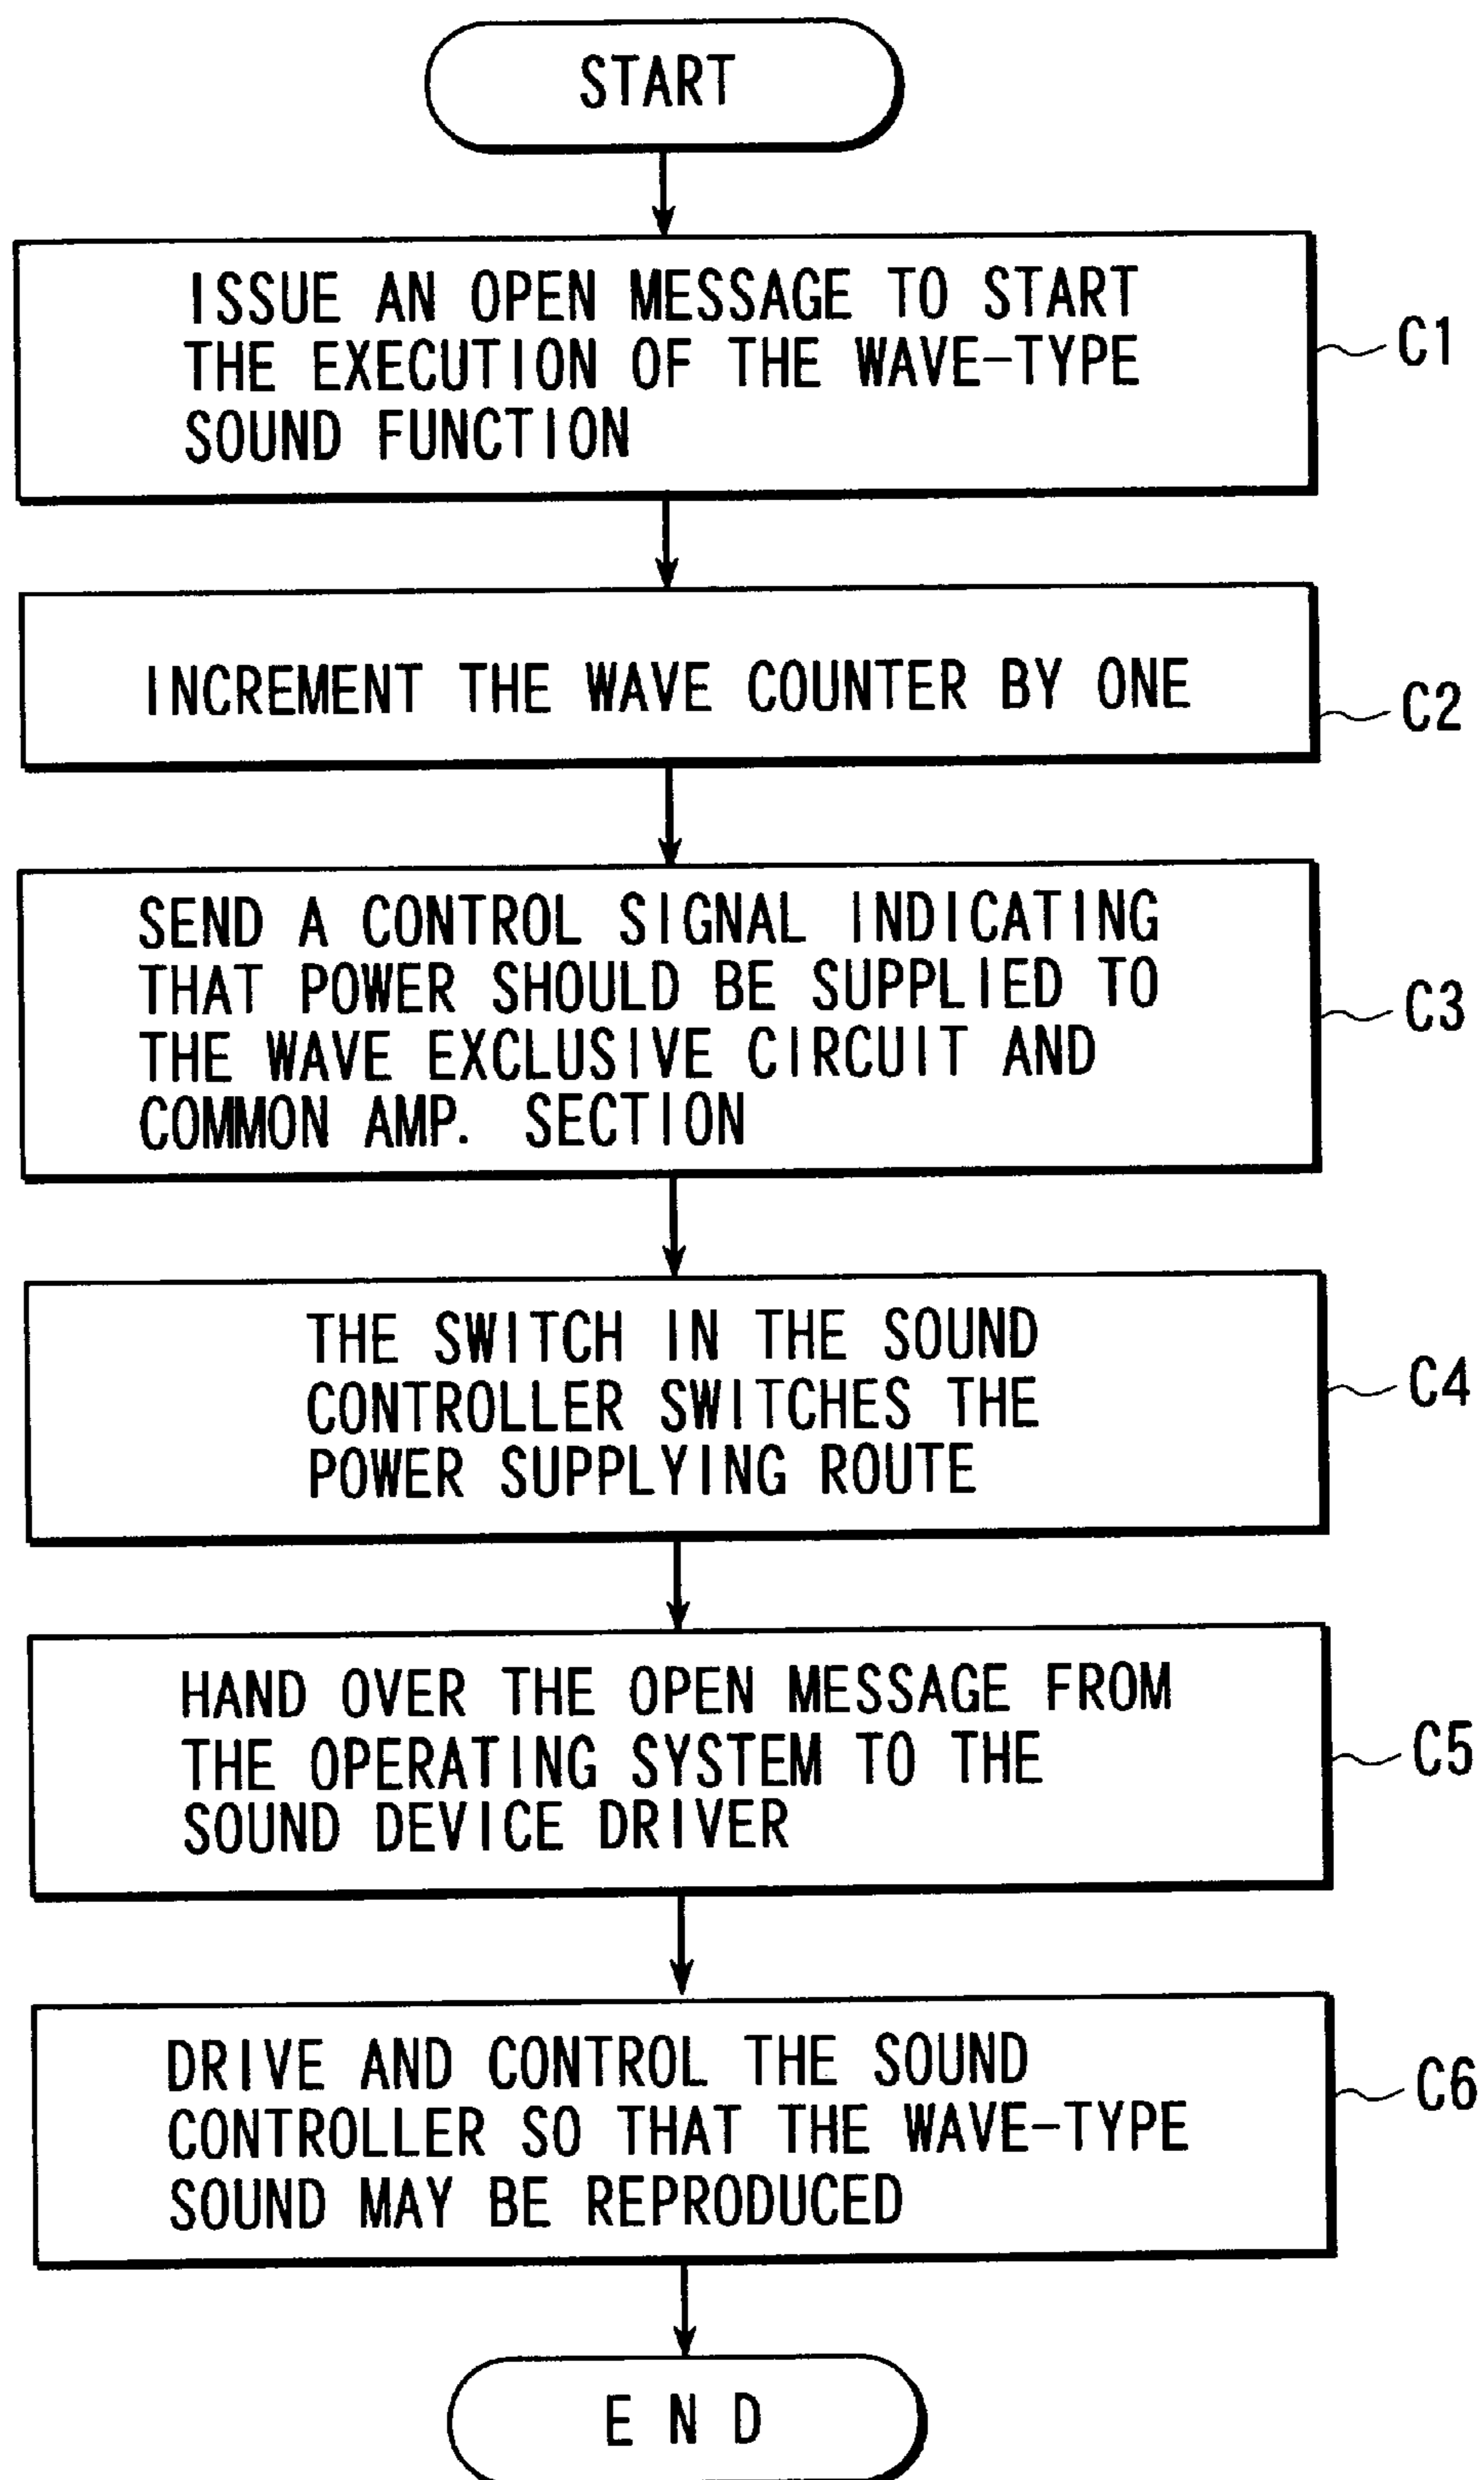 START
ISSUE AN OPEN MESSAGE TO START
THE EXECUTION OF THE WAVE-TYPE
SOUND FUNCTION
C1
INCREMENT THE WAVE COUNTER BY ONE
C2
SEND A CONTROL SIGNAL INDICATING
THAT POWER SHOULD BE SUPPLIED TO
THE WAVE EXCLUSIVE CIRCUIT AND
COMMON AMP. SECTION
C3
THE SWITCH IN THE SOUND
CONTROLLER SWITCHES THE
POWER SUPPLYING ROUTE
C4
HAND OVER THE OPEN MESSAGE FROM
THE OPERATING SYSTEM TO THE
SOUND DEVICE DRIVER
C5
DRIVE AND CONTROL THE SOUND
CONTROLLER SO THAT THE WAVE-TYPE
SOUND MAY BE REPRODUCED
C6
END